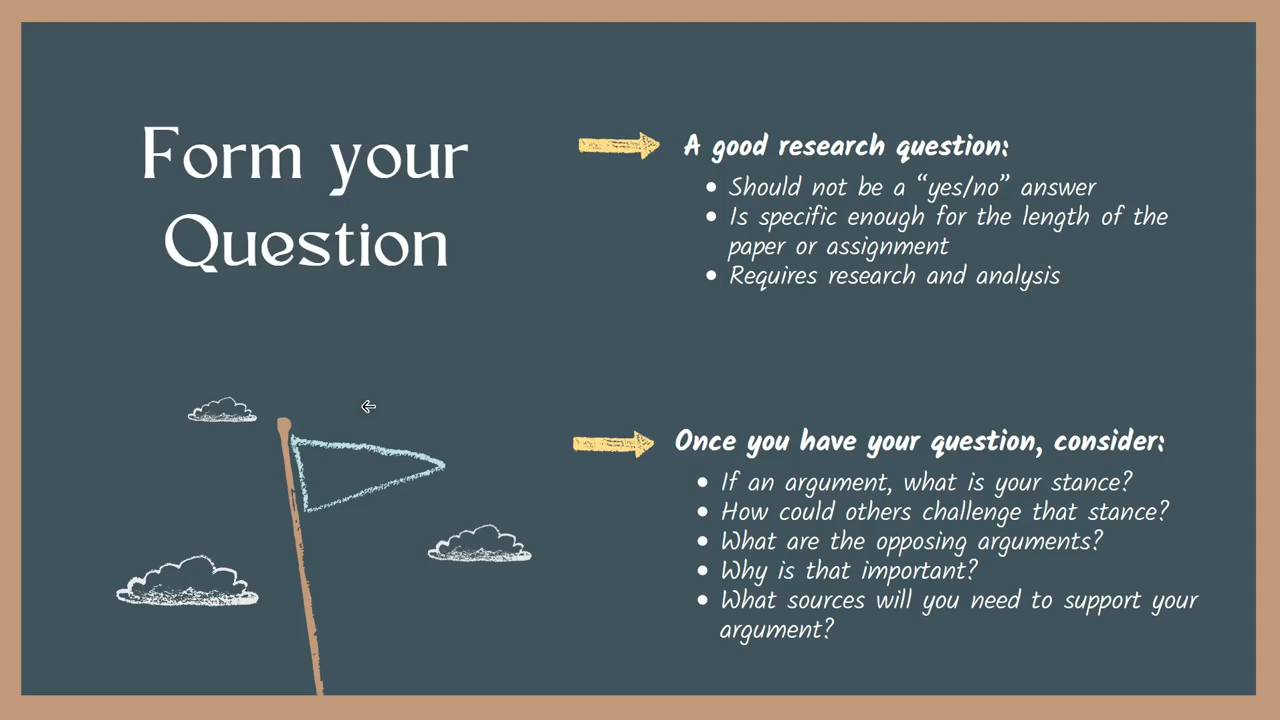 Form your
Question
A good research question:
• Should not be a “yes/no” answer
• Is specific enough for the length of the
paper or assignment
• Requires research and analysis
Once you have your question, consider:
• If an argument, what is your stance?
• How could others challenge that stance?
• What are the opposing arguments?
• Why is that important?
• What sources will you need to support your
argument?